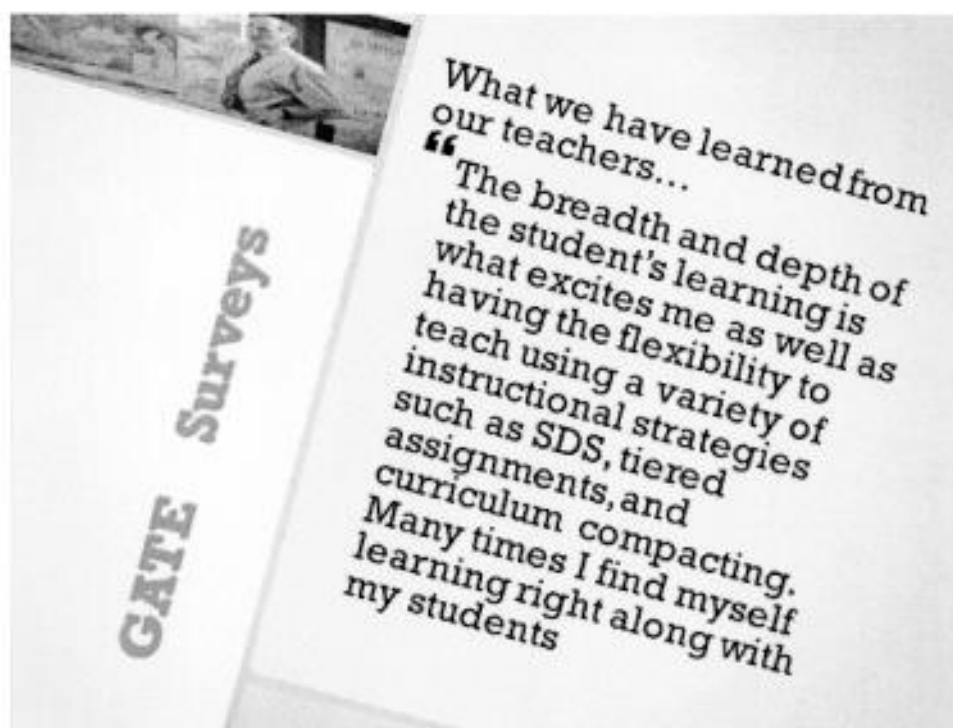 GATE Surveys
What we have learned from
our teachers...
“The breadth and depth of
the student's learning is
what excites me as well as
having the flexibility to
teach using a variety of
instructional strategies
such as SDS, tiered
assignments, and
curriculum compacting.
Many times I find myself
learning right along with
my students